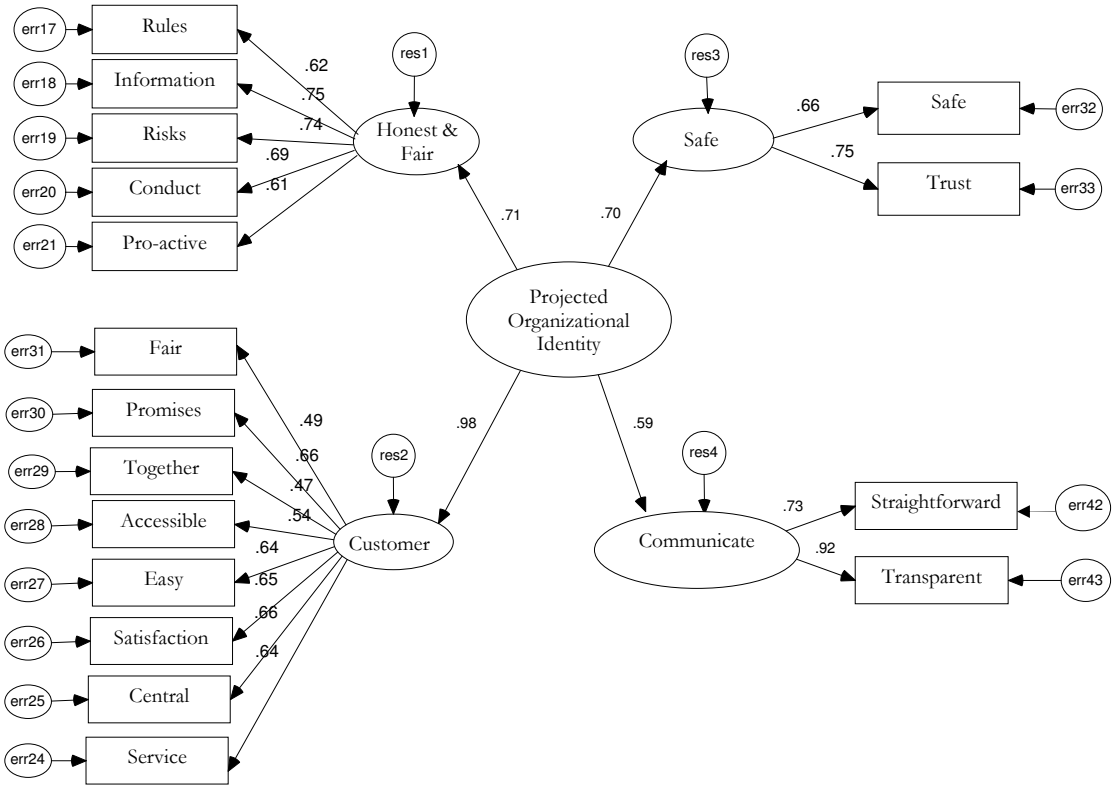 err17
Rules
.62
err18
Information
.75
err19
Risks
.74
err20
Conduct
.69
err21
Pro-active
.61
res1
Honest &
Fair
.71
res3
Safe
.70
.66
Safe
err32
.75
Trust
err33
Projected
Organizational
Identity
.98
.59
err31
Fair
.49
err30
Promises
.66
err29
Together
.47
err28
Accessible
.54
err27
Easy
.64
err26
Satisfaction
.65
err25
Central
.66
err24
Service
.64
res2
Customer
res4
Communicate
.73
Straightforward
err42
.92
Transparent
err43